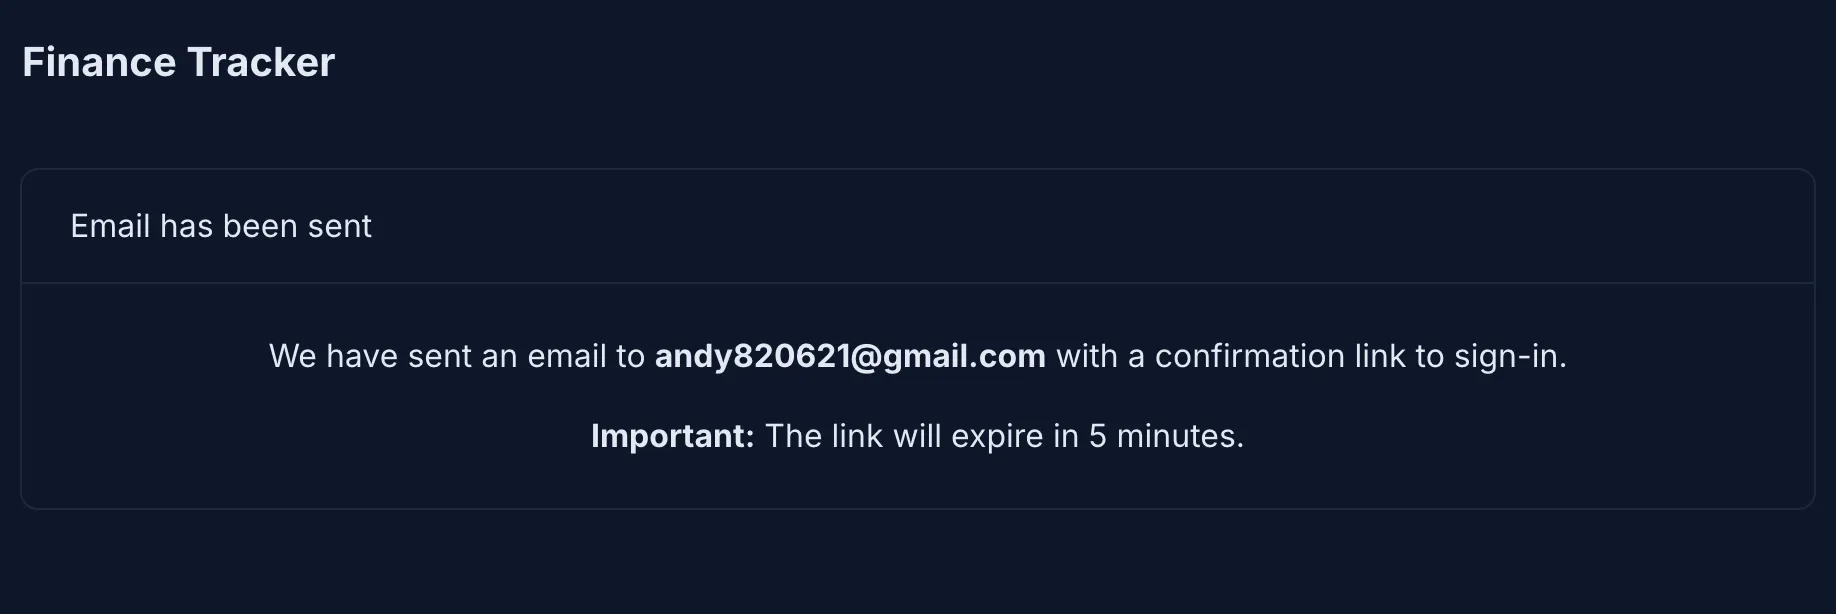 Finance Tracker
Email has been sent
We have sent an email to andy820621@gmail.com with a confirmation link to sign-in.
Important: The link will expire in 5 minutes.